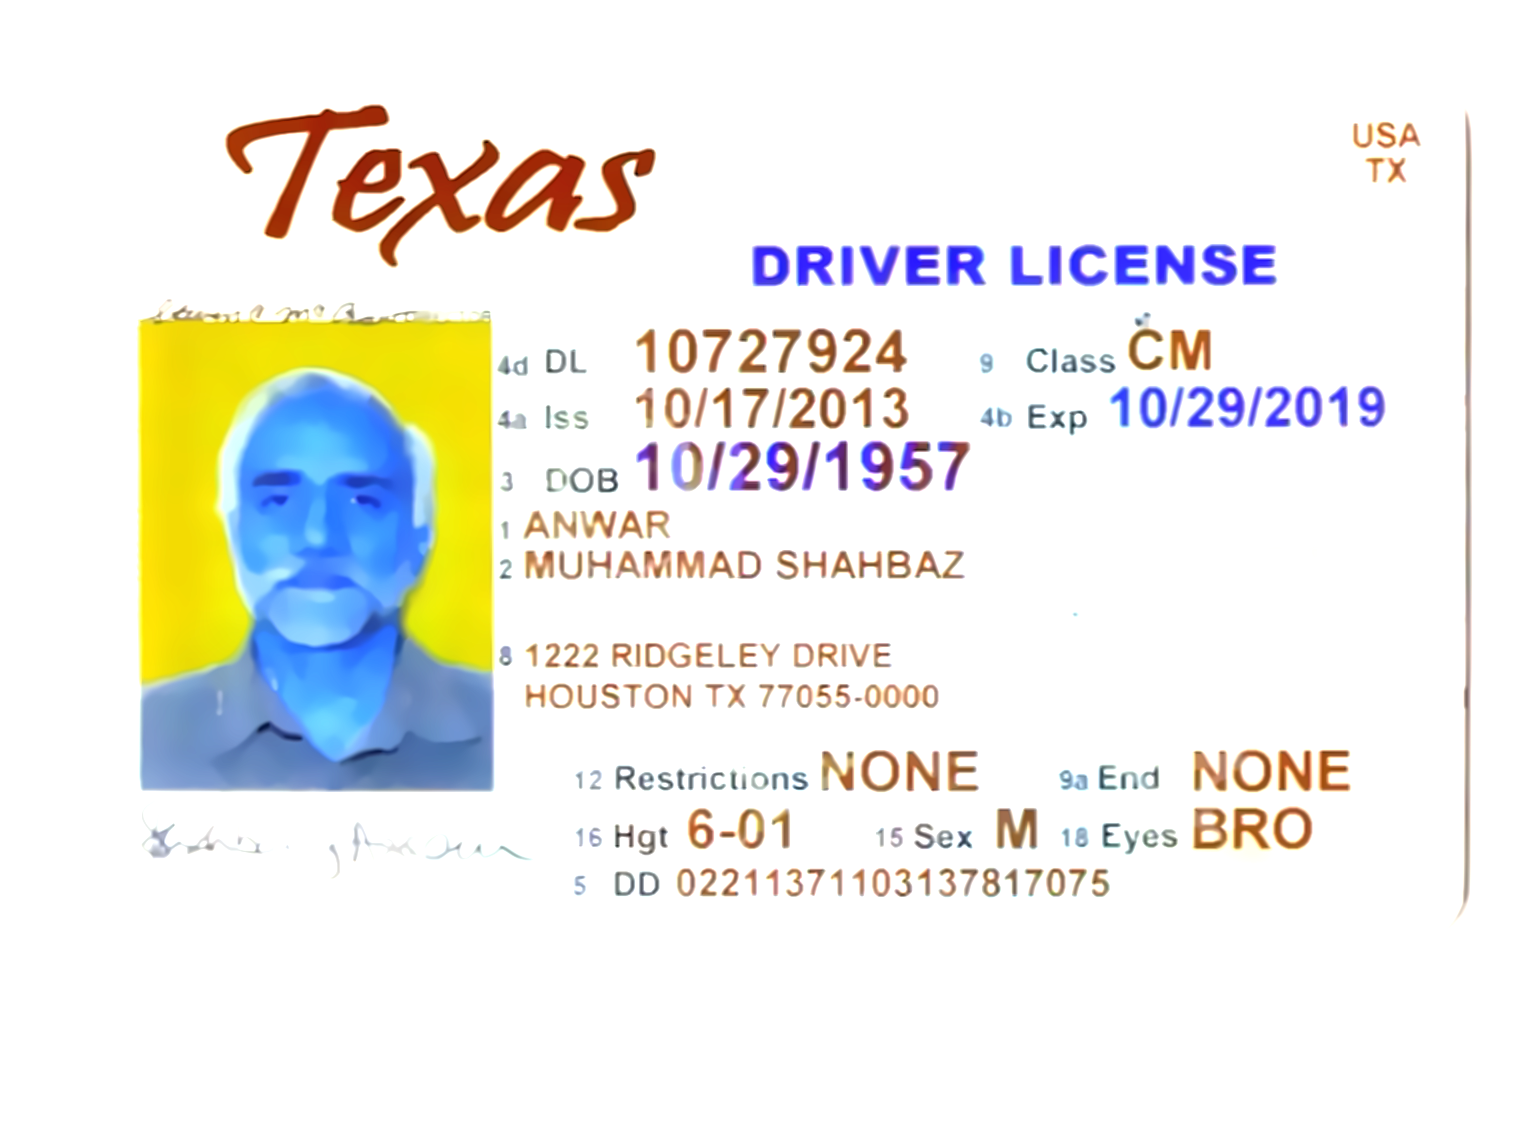 Texas
USA
TX
DRIVER LICENSE
4d DL 10727924 9 Class CM
4a Iss 10/17/2013 4b Exp 10/29/2019
3 DOB 10/29/1957
1 ANWAR
2 MUHAMMAD SHAHBAZ
8 1222 RIDGELEY DRIVE
HOUSTON TX 77055-0000
12 Restrictions NONE 9a End NONE
16 Hgt 6-01 15 Sex M 18 Eyes BRO
5 DD 02211371103137817075